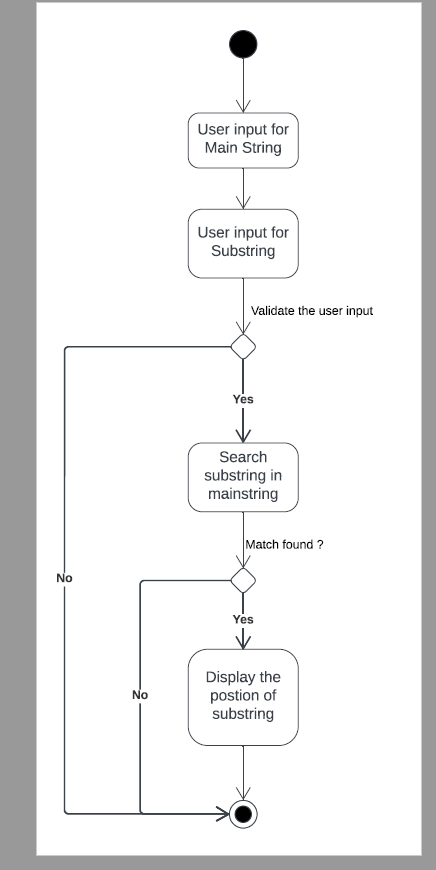 User input for
Main String
User input for
Substring
Validate the user input
Yes
Search
substring in
mainstring
Match found ?
No
Yes
Display the
postion of
substring
No